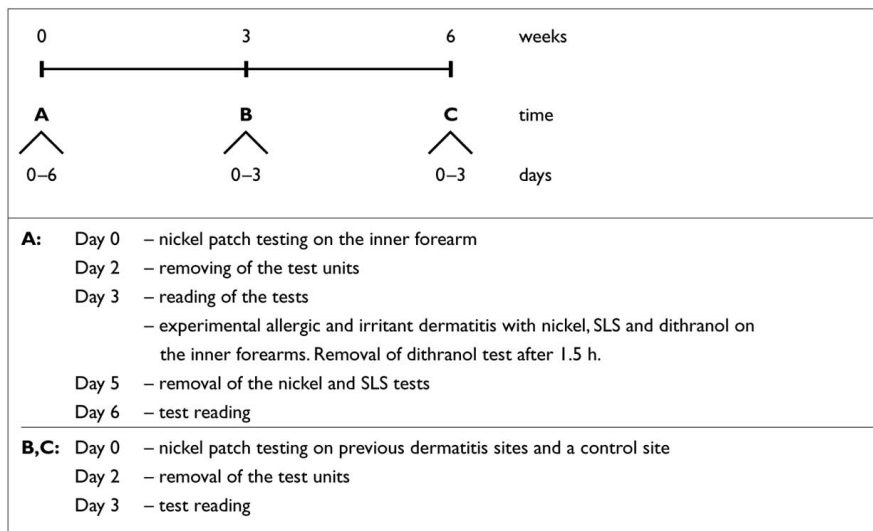 0 3 6 weeks
A B C time
0–6 0–3 0–3 days
A: Day 0 – nickel patch testing on the inner forearm
Day 2 – removing of the test units
Day 3 – reading of the tests
– experimental allergic and irritant dermatitis with nickel, SLS and dithranol on
the inner forearms. Removal of dithranol test after 1.5 h.
Day 5 – removal of the nickel and SLS tests
Day 6 – test reading
B,C: Day 0 – nickel patch testing on previous dermatitis sites and a control site
Day 2 – removal of the test units
Day 3 – test reading